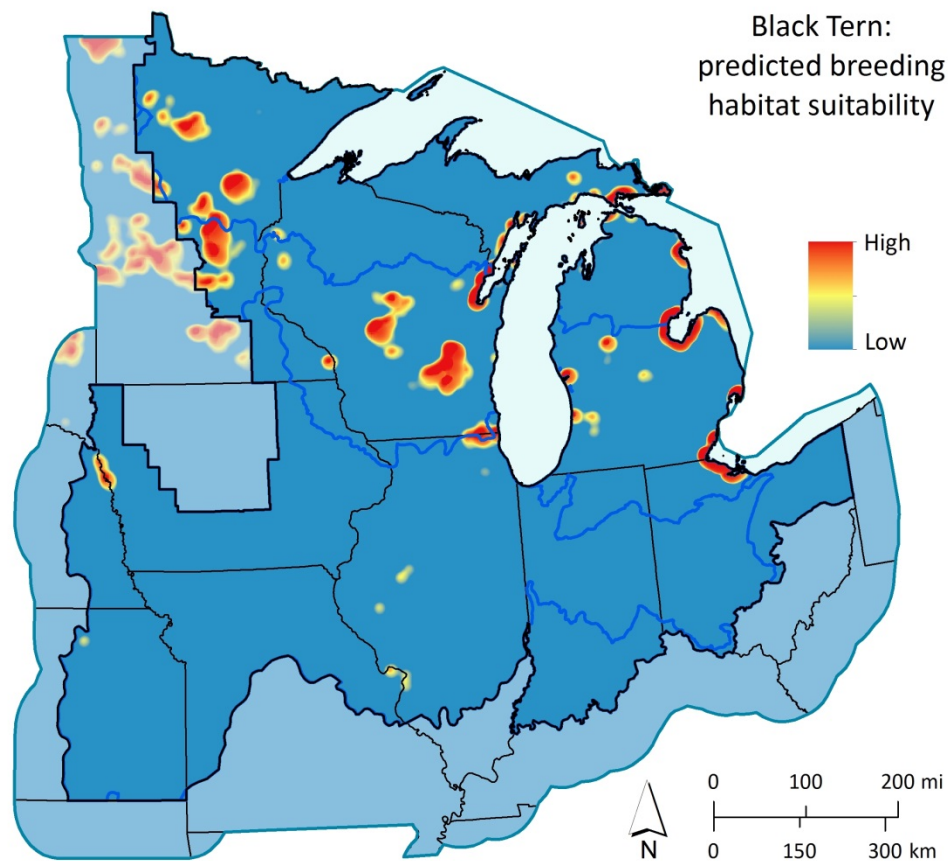 Black Tern:
predicted breeding
habitat suitability
High
Low
0 100 200 mi
0 150 300 km
N